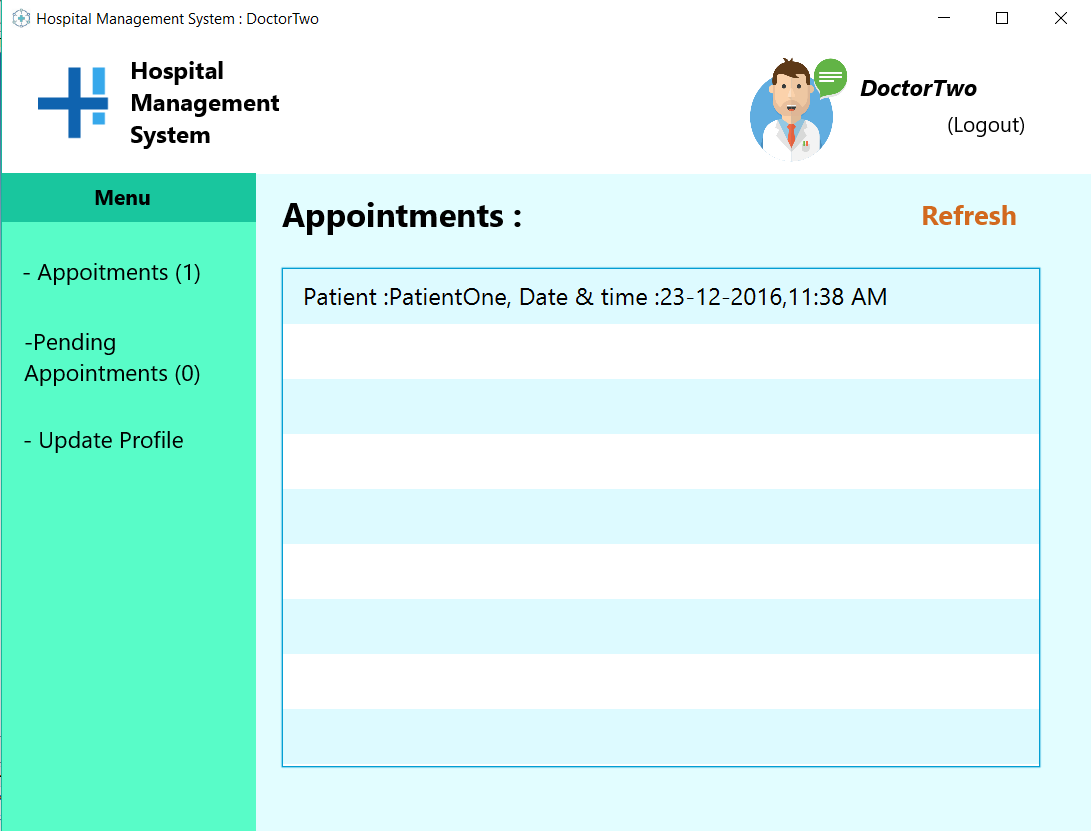 Hospital Management System : DoctorTwo
Hospital
Management
System
DoctorTwo
(Logout)
Menu
- Appoitments (1)
-Pending
Appointments (0)
- Update Profile
Appointments :
Refresh
Patient :PatientOne, Date & time :23-12-2016,11:38 AM